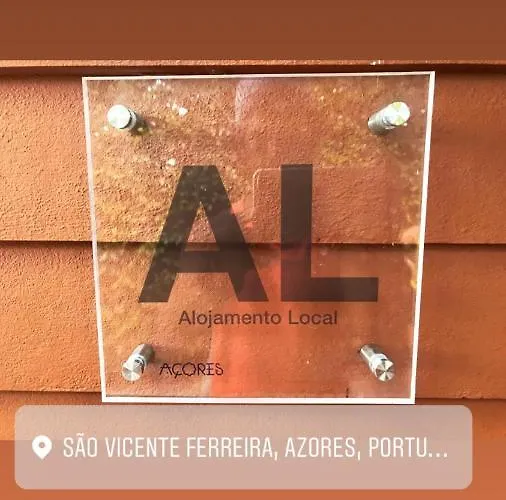 AL
Alojamento Local
AÇORES
SÃO VICENTE FERREIRA, AZORES, PORTU...